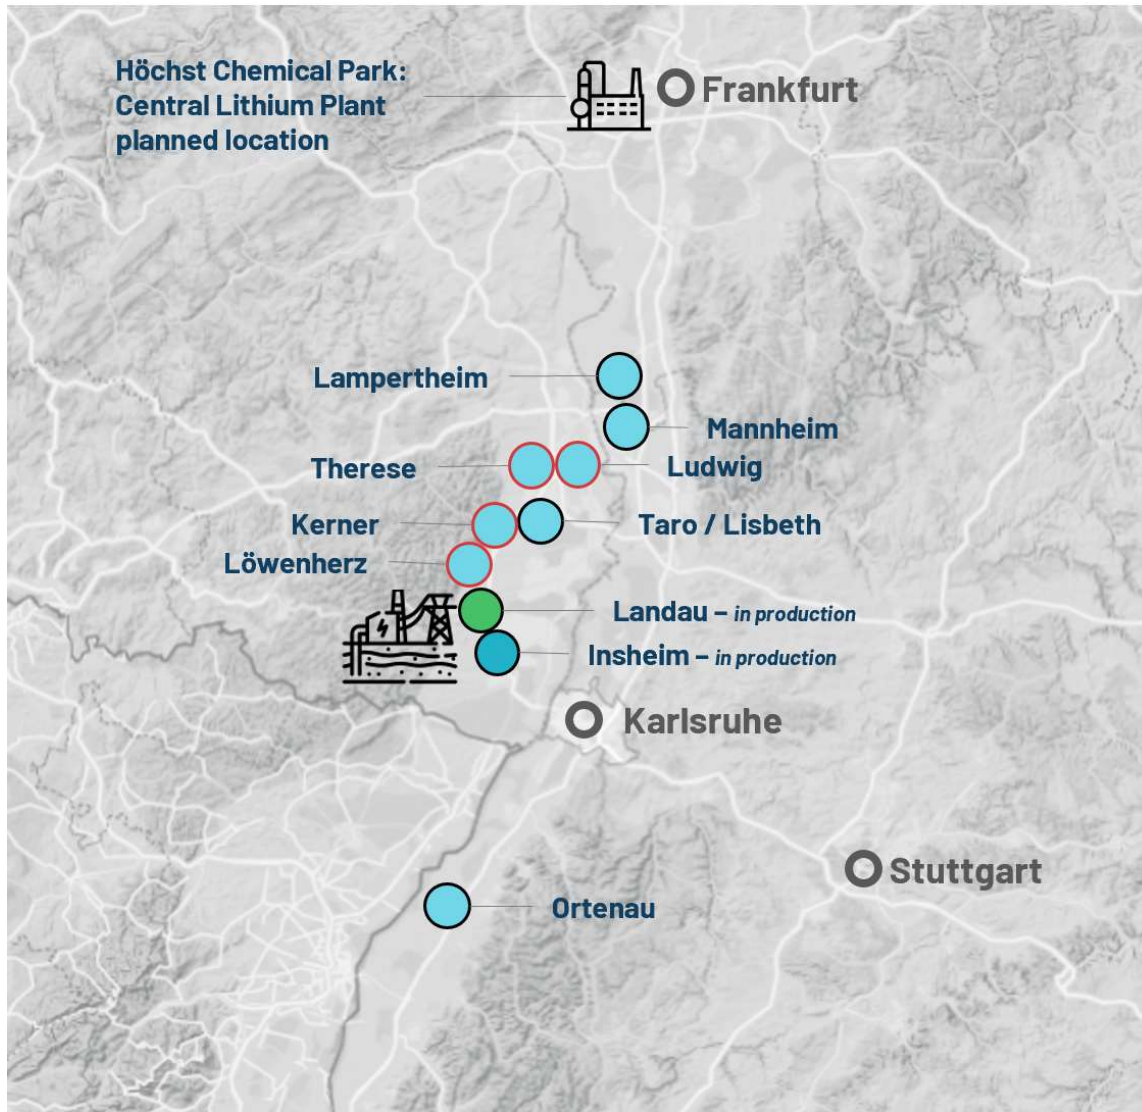 Höchst Chemical Park:
Central Lithium Plant
planned location
Frankfurt
Lampertheim
Mannheim
Therese
Ludwig
Kerner
Taro / Lisbeth
Löwenherz
Landau – in production
Insheim – in production
Karlsruhe
Stuttgart
Ortenau